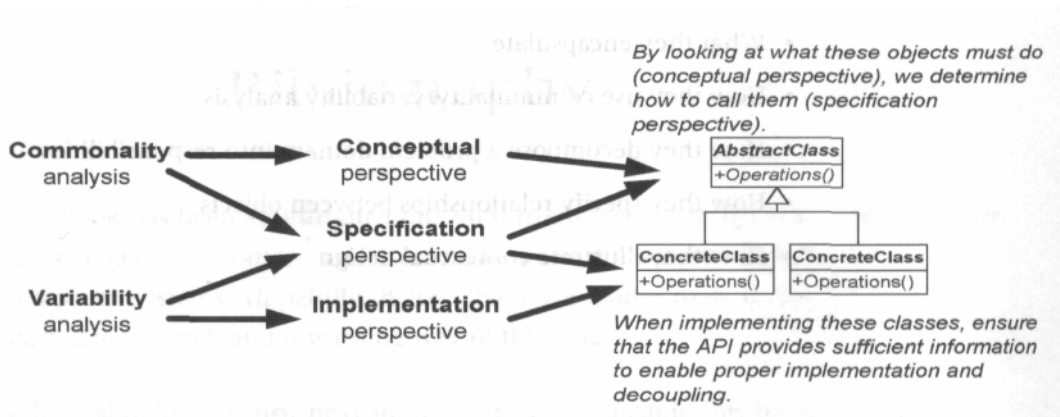 By looking at what these objects must do
(conceptual perspective), we determine
how to call them (specification
perspective).
Commonality
analysis
Conceptual
perspective
AbstractClass
+Operations()
Specification
perspective
ConcreteClass
+Operations()
ConcreteClass
+Operations()
Variability
analysis
Implementation
perspective
When implementing these classes, ensure
that the API provides sufficient information
to enable proper implementation and
decoupling.